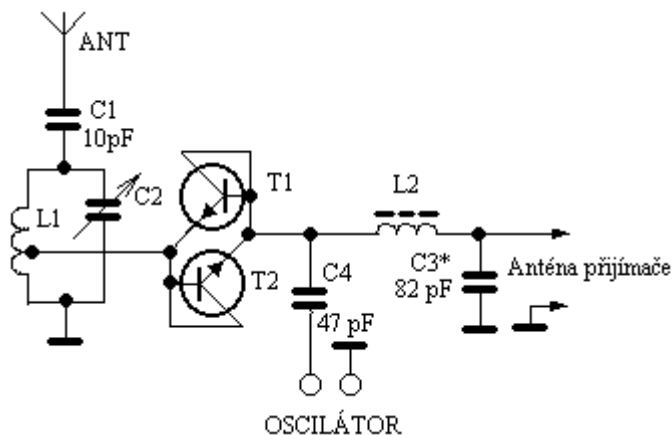 ANT
C1
10pF
C2
L1
T1
T2
L2
C4
47 pF
C3*
82 pF
Anténa přijímače
OSCILÁTOR